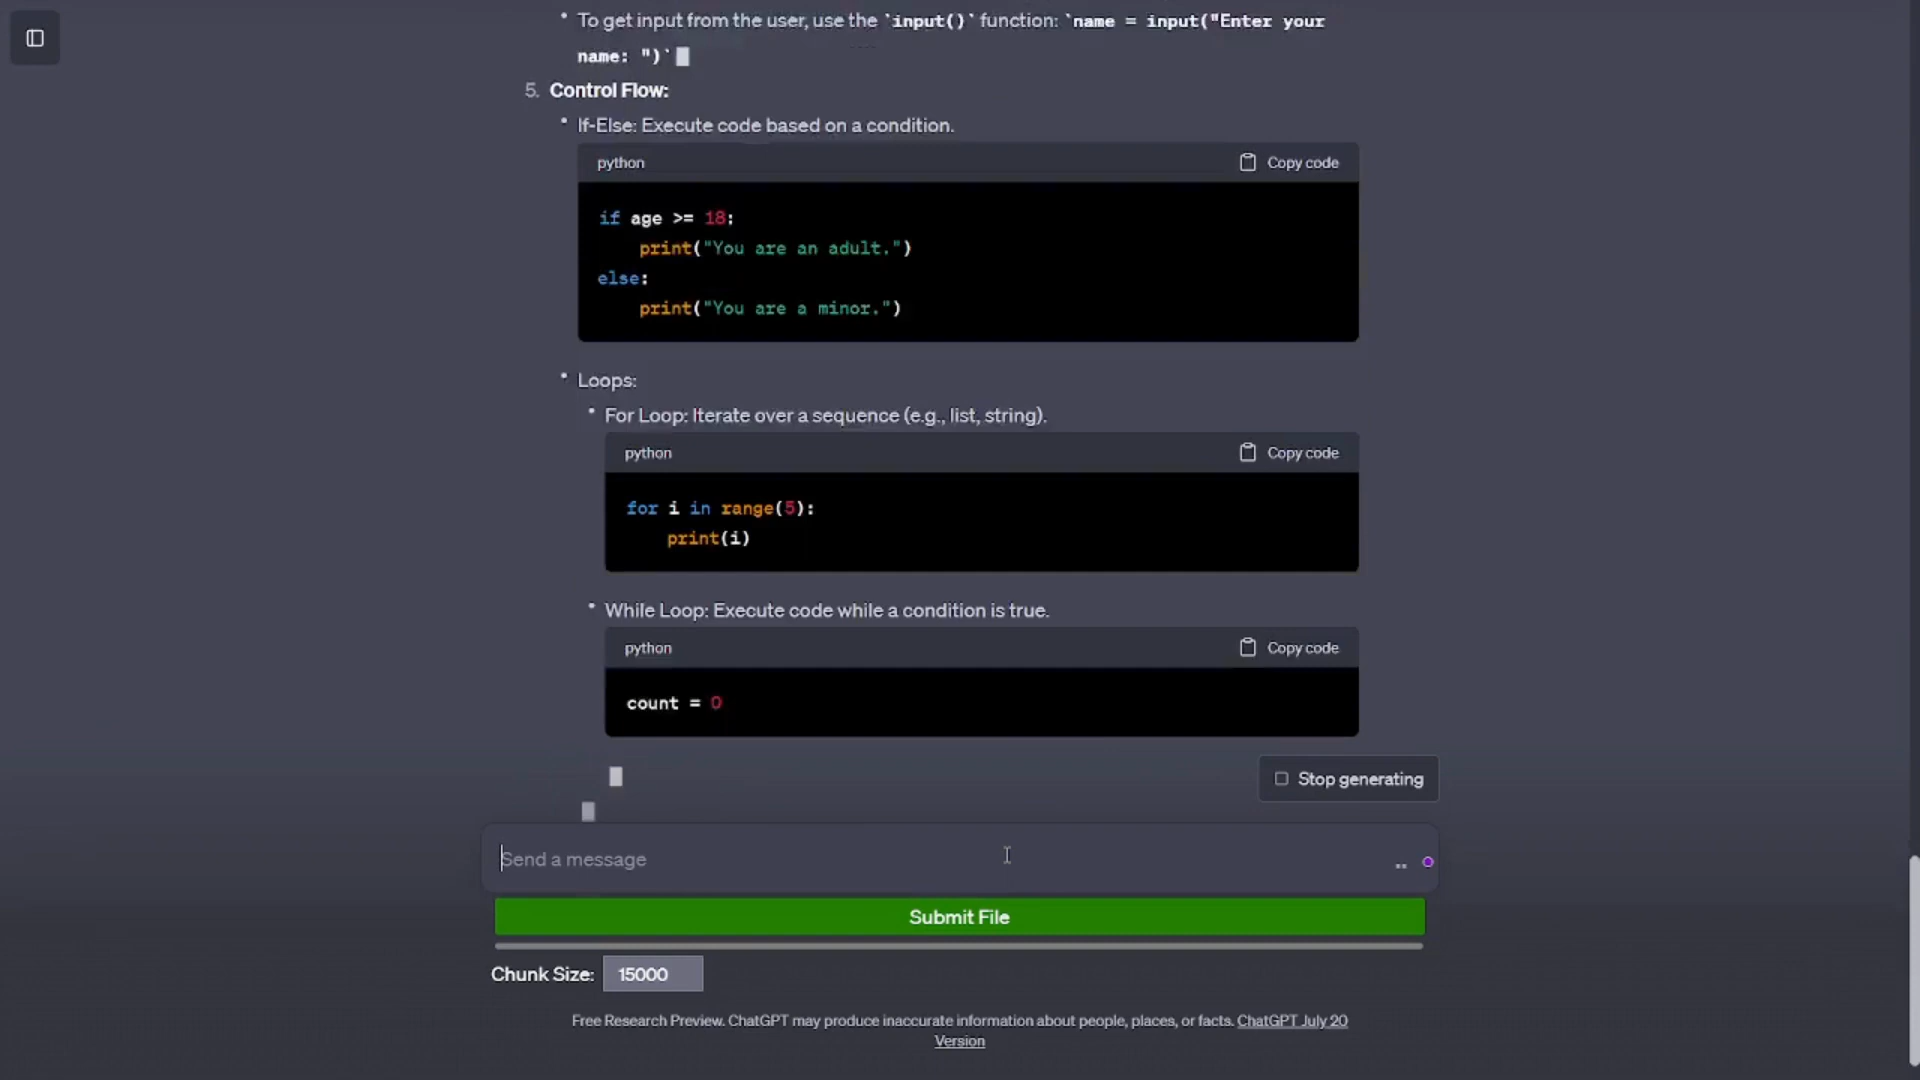 • To get input from the user, use the `input()` function: `name = input("Enter your
name: ")`
5. Control Flow:
• If-Else: Execute code based on a condition.
python Copy code
if age >= 18:
    print("You are an adult.")
else:
    print("You are a minor.")
• Loops:
• For Loop: Iterate over a sequence (e.g., list, string).
python Copy code
for i in range(5):
    print(i)
• While Loop: Execute code while a condition is true.
python Copy code
count = 0
Stop generating
Send a message
Submit File
Chunk Size: 15000
Free Research Preview. ChatGPT may produce inaccurate information about people, places, or facts. ChatGPT July 20
Version